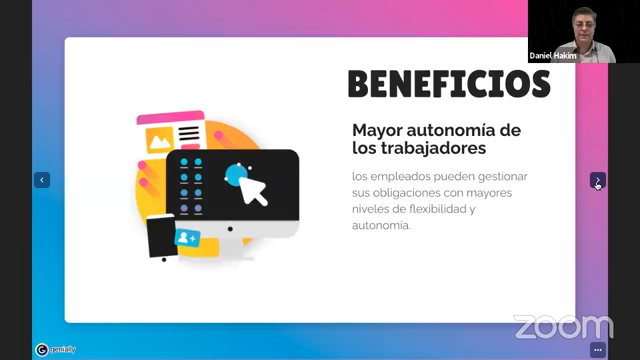 Daniel Hakim
BENEFICIOS
Mayor autonomía de
los trabajadores
los empleados pueden gestionar
sus obligaciones con mayores
niveles de flexibilidad y
autonomía.
zoom
genially